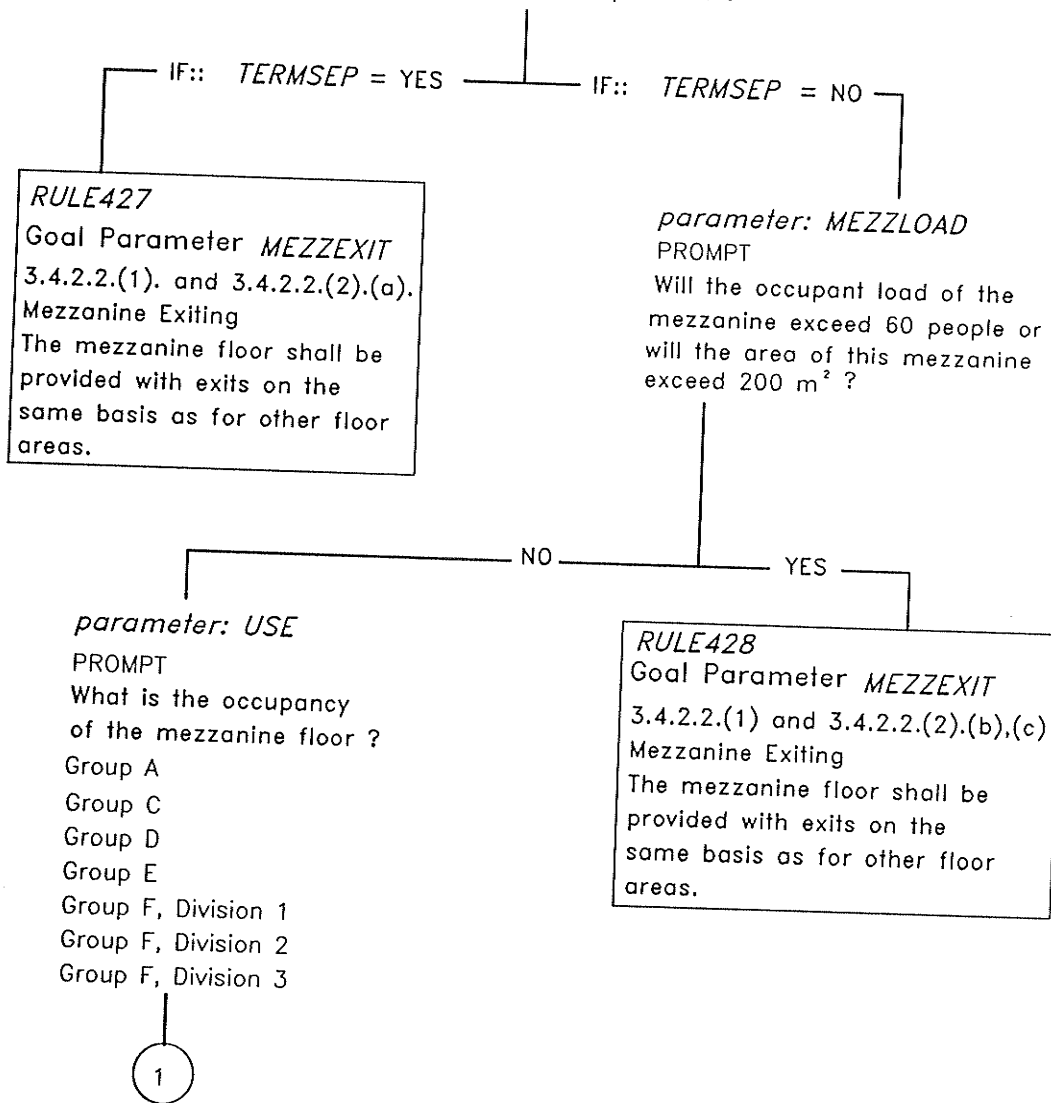 IF:: TERMSEP = YES
IF:: TERMSEP = NO
RULE427
Goal Parameter MEZZEXIT
3.4.2.2.(1). and 3.4.2.2.(2).(a).
Mezzanine Exiting
The mezzanine floor shall be
provided with exits on the
same basis as for other floor
areas.
parameter: MEZZLOAD
PROMPT
Will the occupant load of the
mezzanine exceed 60 people or
will the area of this mezzanine
exceed 200 m² ?
NO
YES
parameter: USE
PROMPT
What is the occupancy
of the mezzanine floor ?
Group A
Group C
Group D
Group E
Group F, Division 1
Group F, Division 2
Group F, Division 3
RULE428
Goal Parameter MEZZEXIT
3.4.2.2.(1) and 3.4.2.2.(2).(b),(c)
Mezzanine Exiting
The mezzanine floor shall be
provided with exits on the
same basis as for other floor
areas.
1